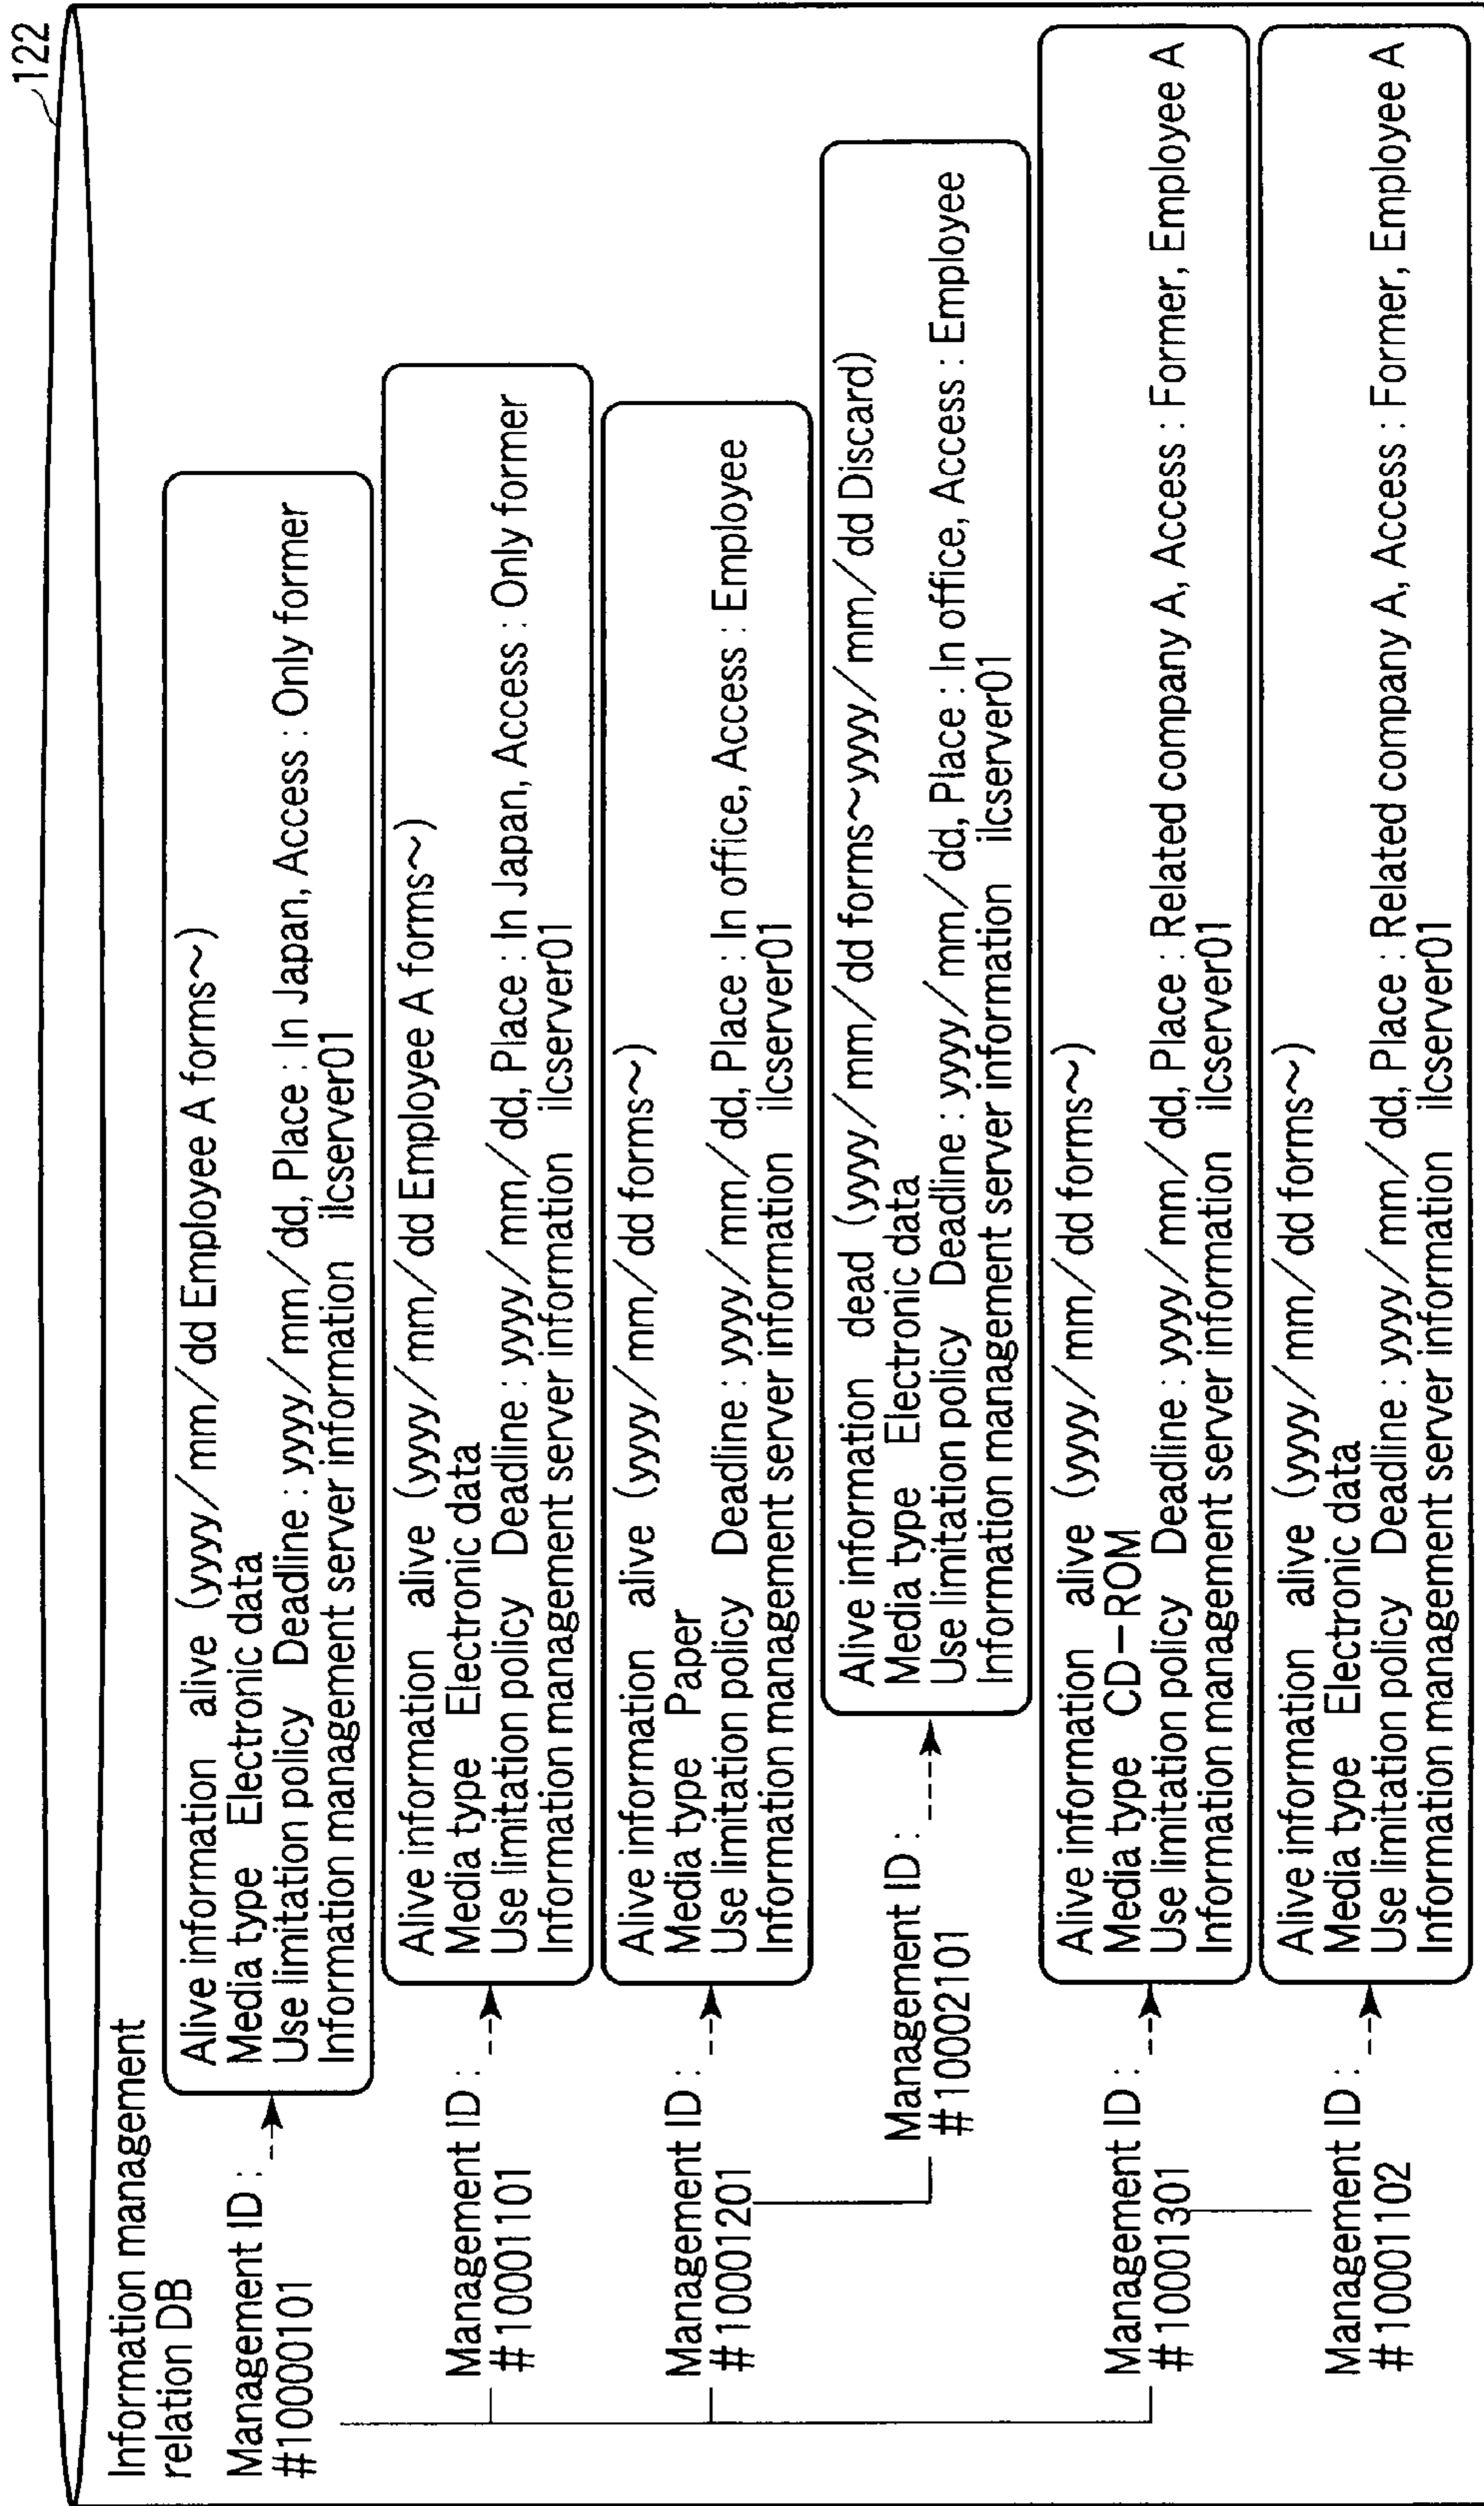 122
Information management
relation DB
Management ID :
#10000101
Alive information alive (yyyy/mm/dd Employee A forms~)
Media type Electronic data
Use limitation policy Deadline : yyyy/mm/dd, Place : In Japan, Access : Only former
Information management server information ilcserver01
Management ID :
#10001101
Alive information alive (yyyy/mm/dd Employee A forms~)
Media type Electronic data
Use limitation policy Deadline : yyyy/mm/dd, Place : In Japan, Access : Only former
Information management server information ilcserver01
Management ID :
#10001201
Alive information alive (yyyy/mm/dd forms~)
Media type Paper
Use limitation policy Deadline : yyyy/mm/dd, Place : In office, Access : Employee
Information management server information ilcserver01
Management ID :
#10002101
Alive information dead (yyyy/mm/dd forms~yyyy/mm/dd Discard)
Media type Electronic data
Use limitation policy Deadline : yyyy/mm/dd, Place : In office, Access : Employee
Information management server information ilcserver01
Management ID :
#10001301
Alive information alive (yyyy/mm/dd forms~)
Media type CD-ROM
Use limitation policy Deadline : yyyy/mm/dd, Place : Related company A, Access : Former, Employee A
Information management server information ilcserver01
Management ID :
#10001102
Alive information alive (yyyy/mm/dd forms~)
Media type Electronic data
Use limitation policy Deadline : yyyy/mm/dd, Place : Related company A, Access : Former, Employee A
Information management server information ilcserver01